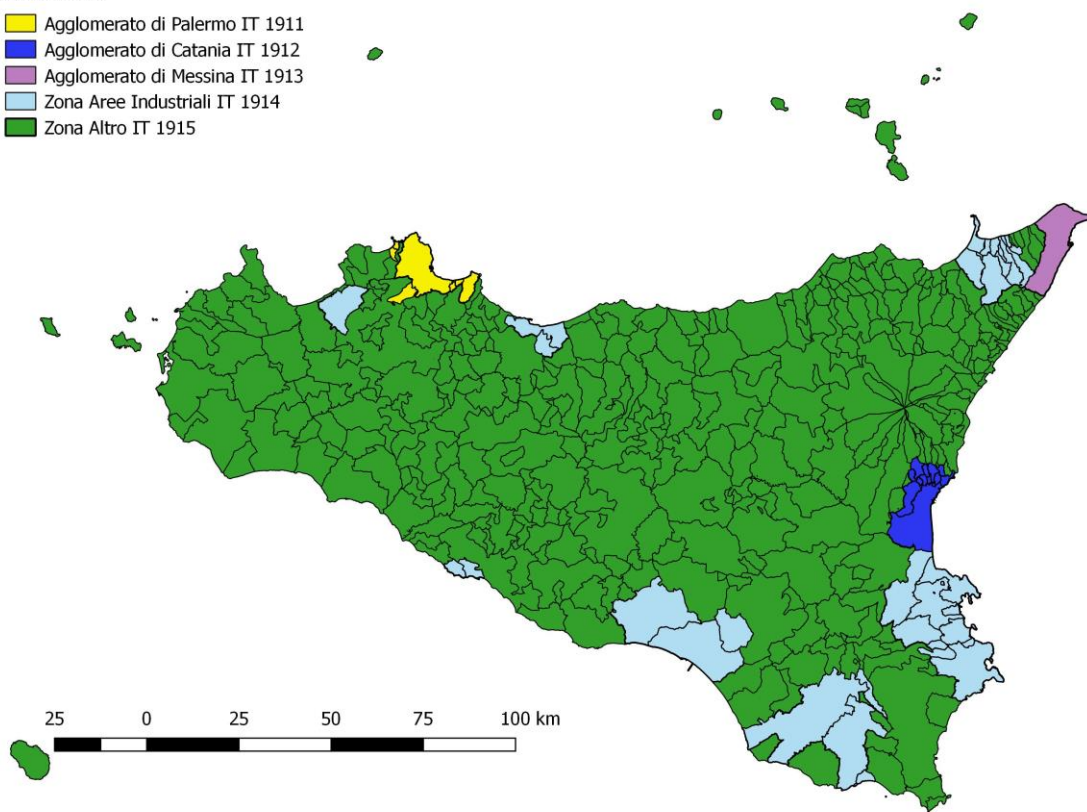 Agglomerato di Palermo IT 1911
Agglomerato di Catania IT 1912
Agglomerato di Messina IT 1913
Zona Aree Industriali IT 1914
Zona Altro IT 1915
25 0 25 50 75 100 km